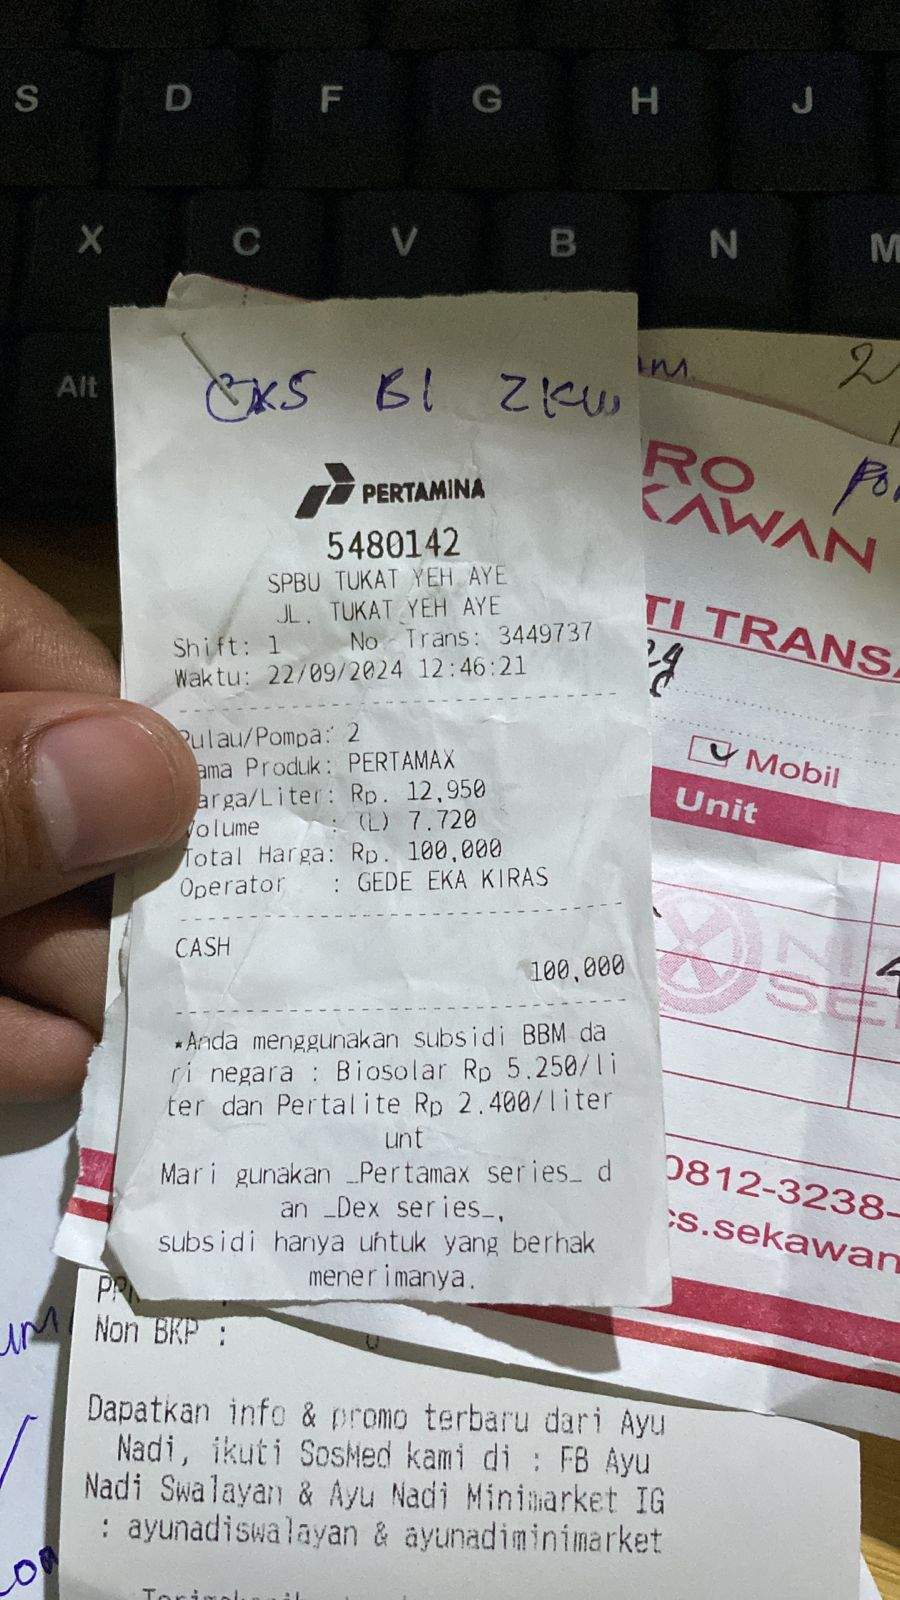 S D F G H J
X C V B N M
Alt
BI
PERTAMINA
5480142
SPBU TUKAT YEH AYE
JL. TUKAT YEH AYE
Shift: 1 No. Trans: 3449737
Waktu: 22/09/2024 12:46:21
Pulau/Pompa: 2
ama Produk: PERTAMAX
arga/Liter: Rp. 12,950
Volume : (L) 7.720
Total Harga: Rp. 100,000
Operator : GEDE EKA KIRAS
CASH
100,000
*Anda menggunakan subsidi BBM da
ri negara : Biosolar Rp 5.250/li
ter dan Pertalite Rp 2.400/liter
unt
Mari gunakan _Pertamax series_ d
an _Dex series_,
subsidi hanya untuk yang berhak
menerimanya.
RO
KAWAN
TI TRANSA
Mobil
Unit
0812-3238-
cs.sekawan
Non BKP :
Dapatkan info & promo terbaru dari Ayu
Nadi, ikuti SosMed kami di : FB Ayu
Nadi Swalayan & Ayu Nadi Minimarket IG
: ayunadiswalayan & ayunadiminimarket